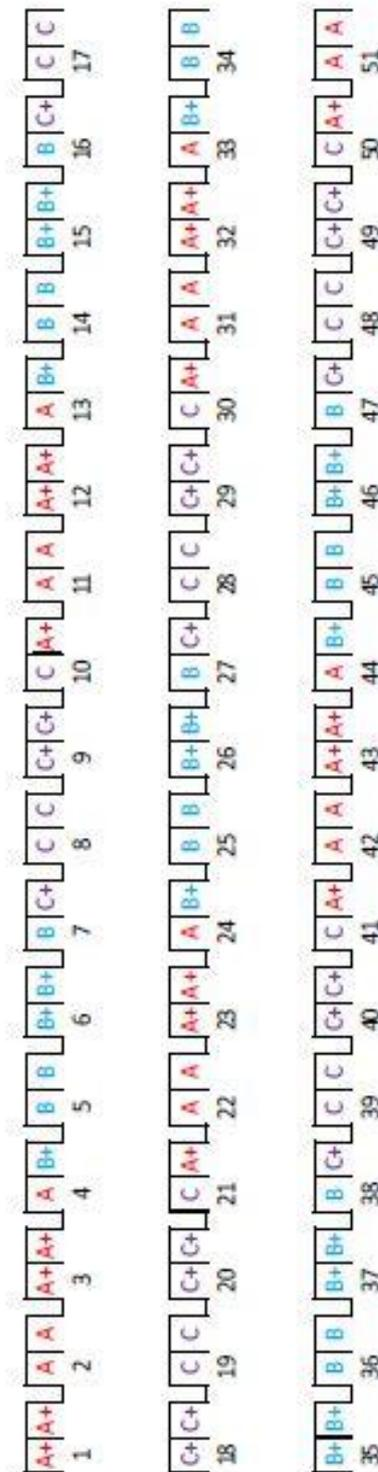 A+ A+ A A A+ A+ A B+ B B B+ B+ B C+ C C C+ C+ C A+ A A A+ A+ A B+ B B B+ B+ B C+ C C
1 2 3 4 5 6 7 8 9 10 11 12 13 14 15 16 17
C+ C+ C C C+ C+ C A+ A A A+ A+ A B+ B B B+ B+ B C+ C C C+ C+ C A+ A A A+ A+ A B+ B B
18 19 20 21 22 23 24 25 26 27 28 29 30 31 32 33 34
B+ B+ B B B+ B+ B C+ C C C+ C+ C A+ A A A+ A+ A B+ B B B+ B+ B C+ C C C+ C+ C A+ A A
35 36 37 38 39 40 41 42 43 44 45 46 47 48 49 50 51